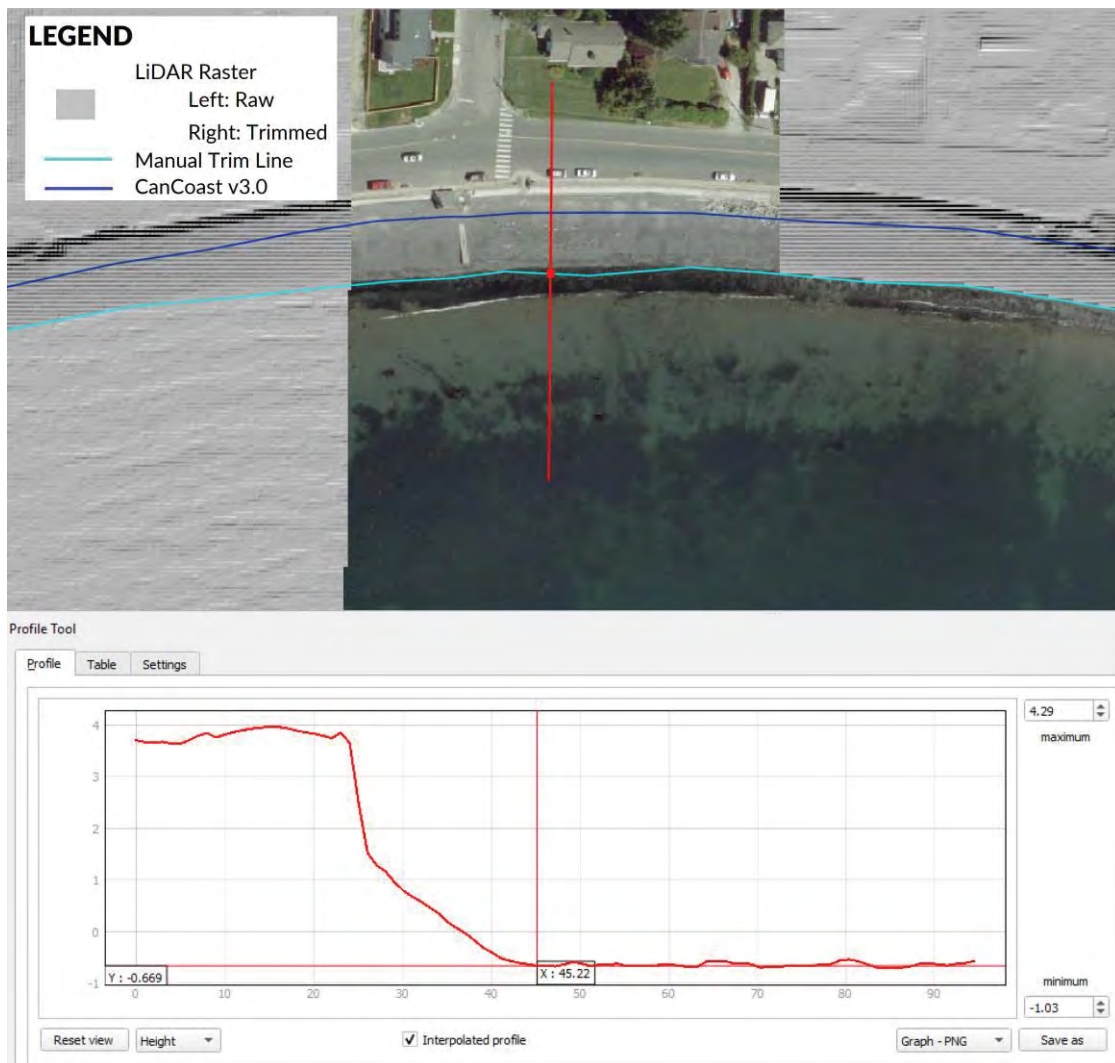 LEGEND
LiDAR Raster
Left: Raw
Right: Trimmed
Manual Trim Line
CanCoast v3.0
Profile Tool
Profile Table Settings
4.29
maximum
4
3
2
1
0
-1
Y : -0.669
X : 45.22
0 10 20 30 40 50 60 70 80 90
minimum
-1.03
Reset view Height Interpolated profile Graph - PNG Save as